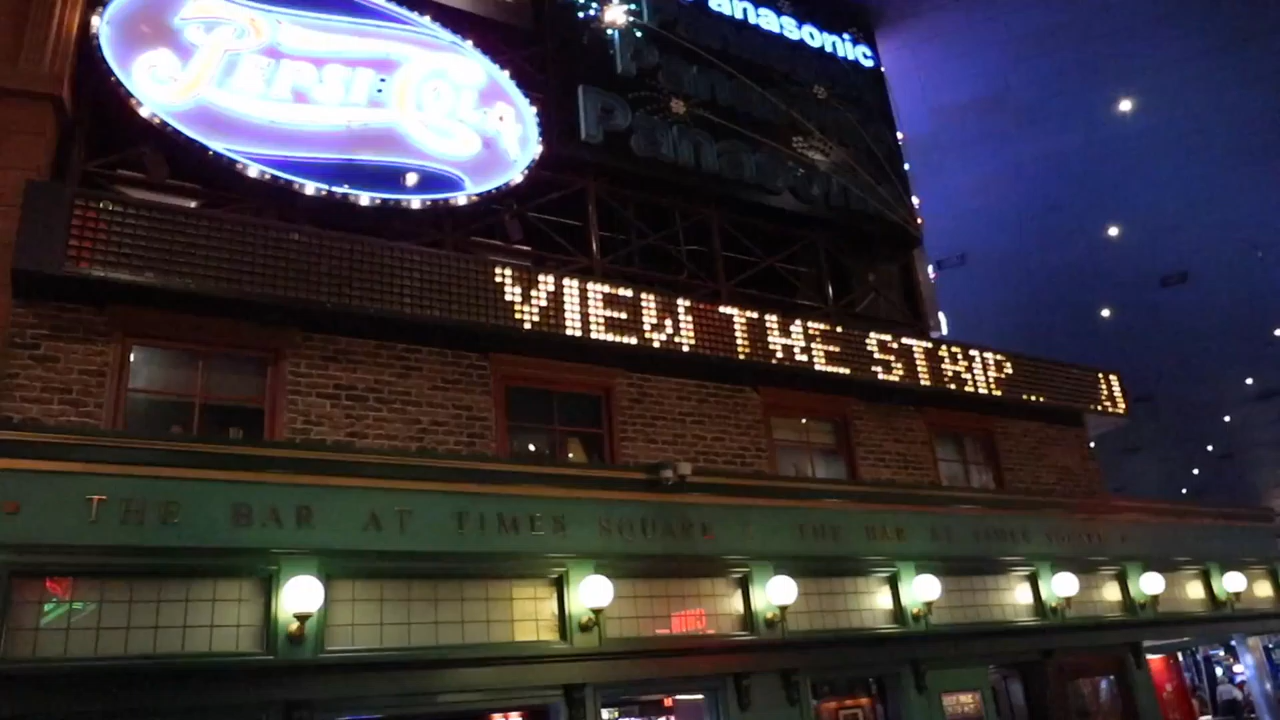 PEPSI-COLA
Panasonic
Panasonic
VIEW THE STRIP ...
THE BAR AT TIMES SQUARE THE BAR AT TIMES SQUARE